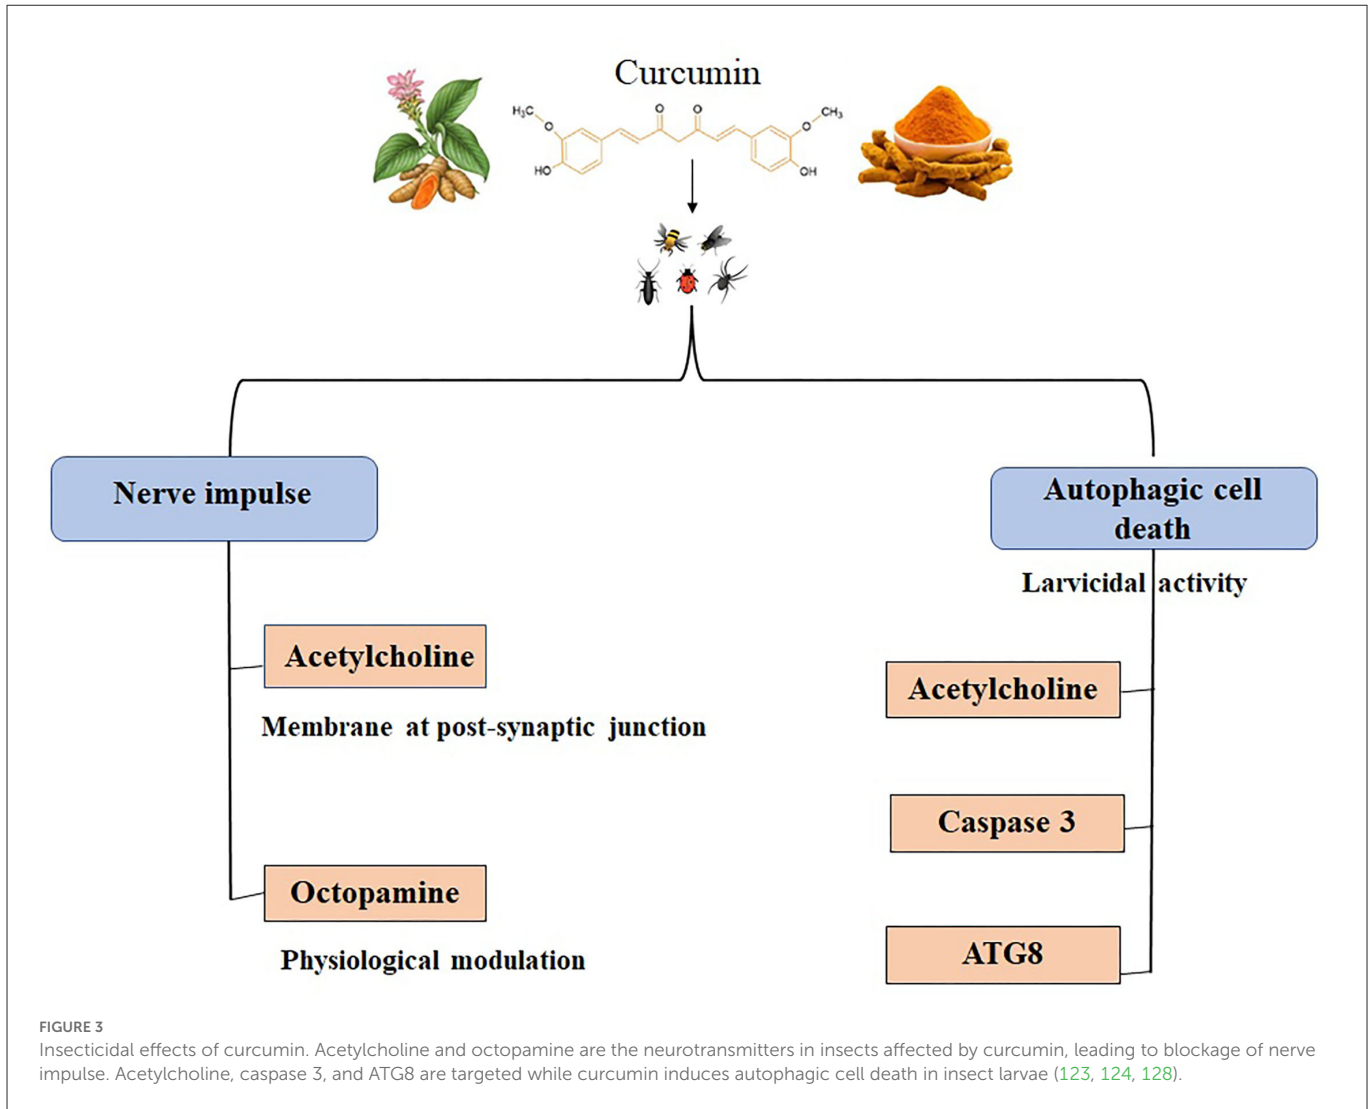 Curcumin
H₃C
O
O
O
O
CH₃
HO
OH
Nerve impulse
Autophagic cell
death
Larvicidal activity
Acetylcholine
Membrane at post-synaptic junction
Acetylcholine
Caspase 3
Octopamine
Physiological modulation
ATG8
FIGURE 3
Insecticidal effects of curcumin. Acetylcholine and octopamine are the neurotransmitters in insects affected by curcumin, leading to blockage of nerve
impulse. Acetylcholine, caspase 3, and ATG8 are targeted while curcumin induces autophagic cell death in insect larvae (123, 124, 128).